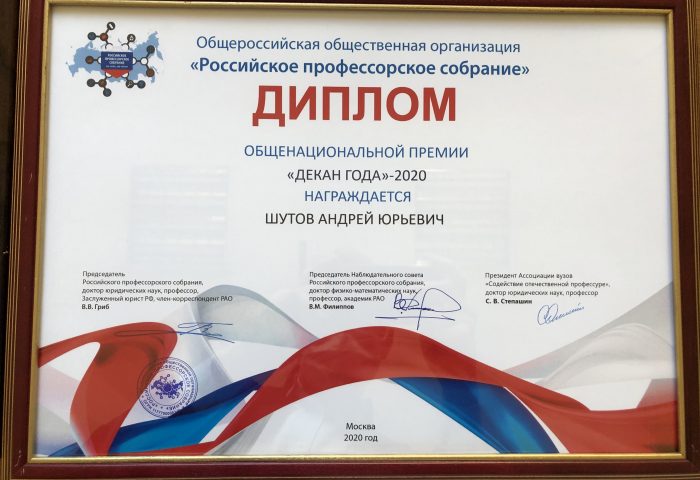 РОССИЙСКОЕ
ПРОФЕССОРСКОЕ
СОБРАНИЕ
Общероссийская общественная организация
«Российское профессорское собрание»
ДИПЛОМ
ОБЩЕНАЦИОНАЛЬНОЙ ПРЕМИИ
«ДЕКАН ГОДА»-2020
НАГРАЖДАЕТСЯ
ШУТОВ АНДРЕЙ ЮРЬЕВИЧ
Председатель
Российского профессорского собрания,
доктор юридических наук, профессор,
Заслуженный юрист РФ, член-корреспондент РАО
В.В. Гриб
Председатель Наблюдательного совета
Российского профессорского собрания,
доктор физико-математических наук,
профессор, академик РАО
В.М. Филиппов
Президент Ассоциации вузов
«Содействие отечественной профессуре»,
доктор юридических наук, профессор
С. В. Степашин
Москва
2020 год